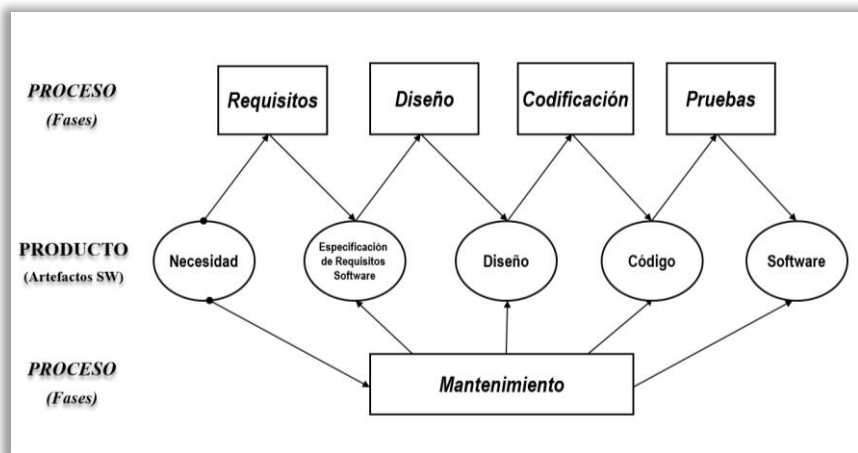 PROCESO
(Fases)
Requisitos
Diseño
Codificación
Pruebas
PRODUCTO
(Artefactos SW)
Necesidad
Especificación
de Requisitos
Software
Diseño
Código
Software
PROCESO
(Fases)
Mantenimiento